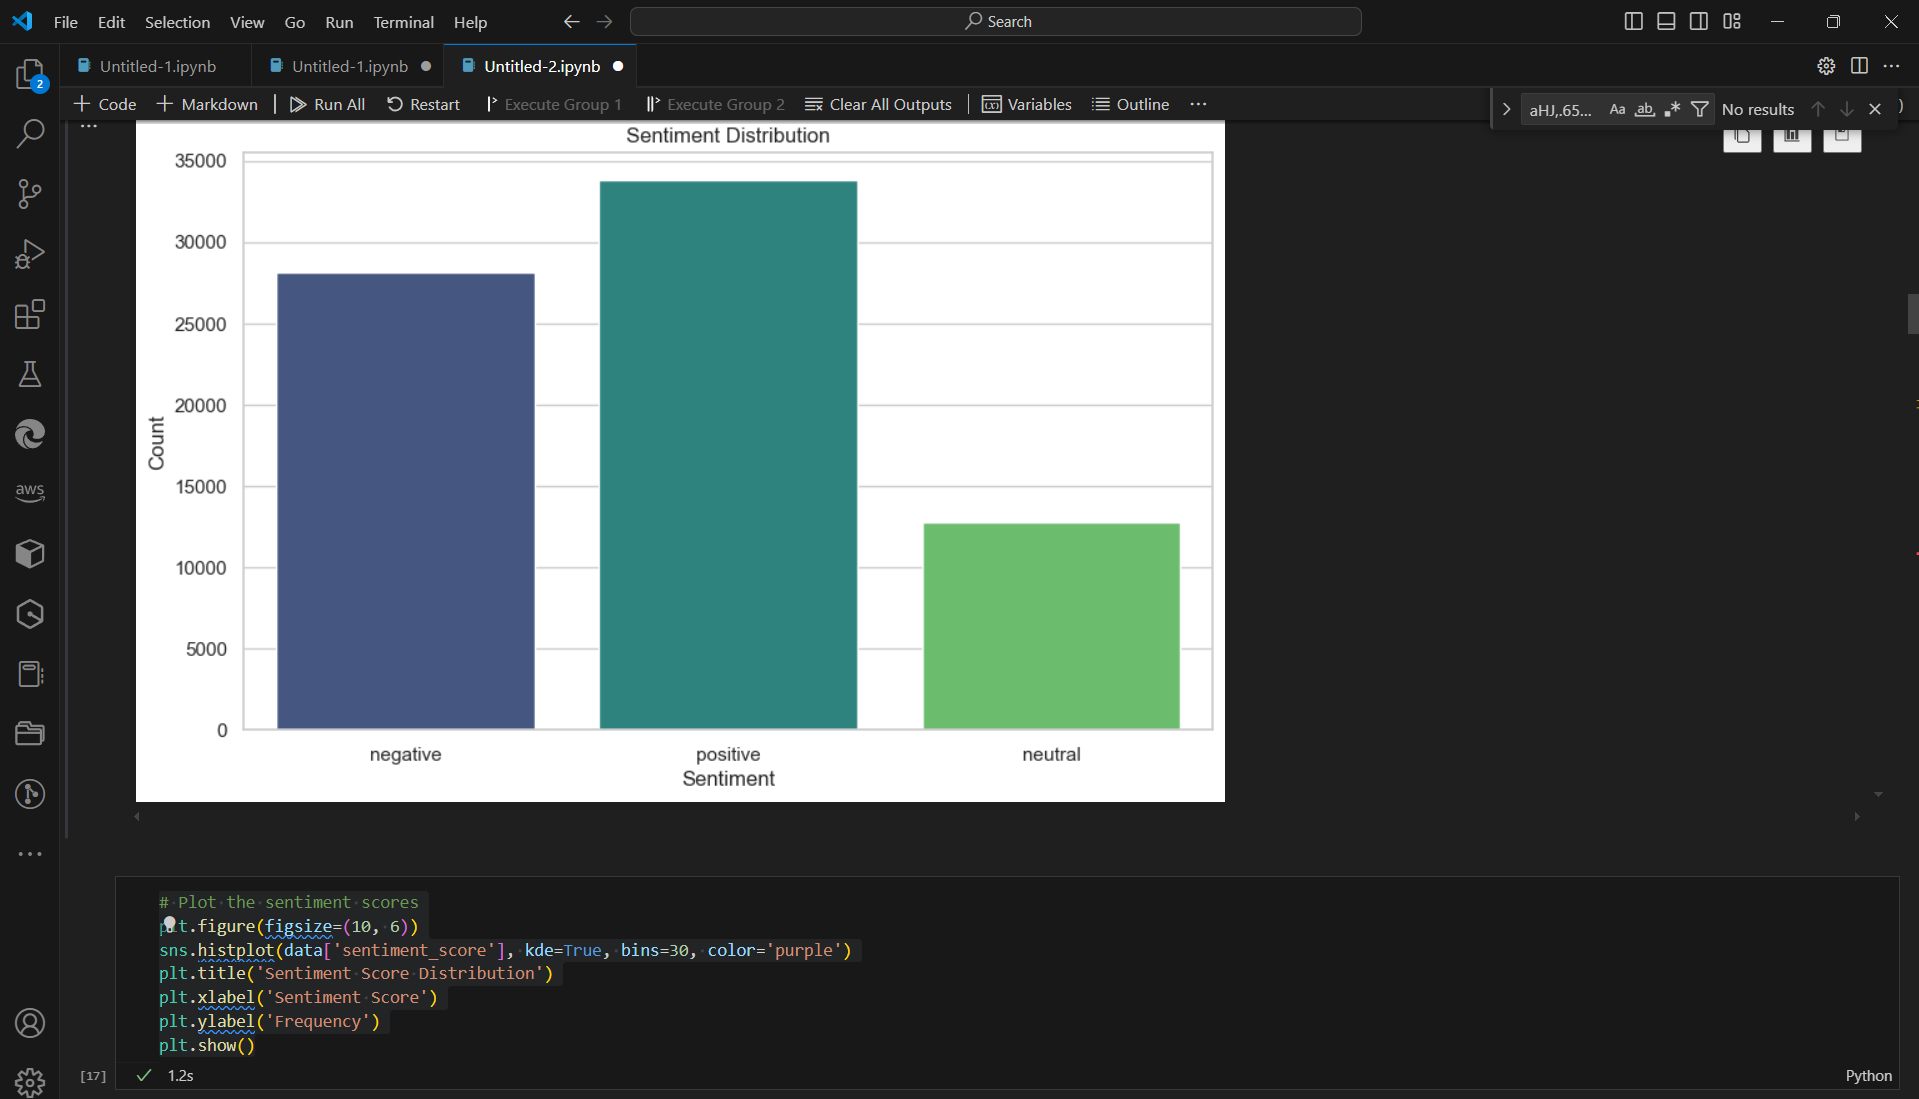 File Edit Selection View Go Run Terminal Help
Search
2
Untitled-1.ipynb
Untitled-1.ipynb
Untitled-2.ipynb
Code
Markdown
Run All
Restart
Execute Group 1
Execute Group 2
Clear All Outputs
Variables
Outline
aHJ,.65...
Aa
ab
No results
aws
Sentiment Distribution
35000
30000
25000
20000
15000
10000
5000
0
Count
negative
positive
neutral
Sentiment
# Plot the sentiment scores
plt.figure(figsize=(10, 6))
sns.histplot(data['sentiment_score'], kde=True, bins=30, color='purple')
plt.title('Sentiment Score Distribution')
plt.xlabel('Sentiment Score')
plt.ylabel('Frequency')
plt.show()
[17]
1.2s
Python